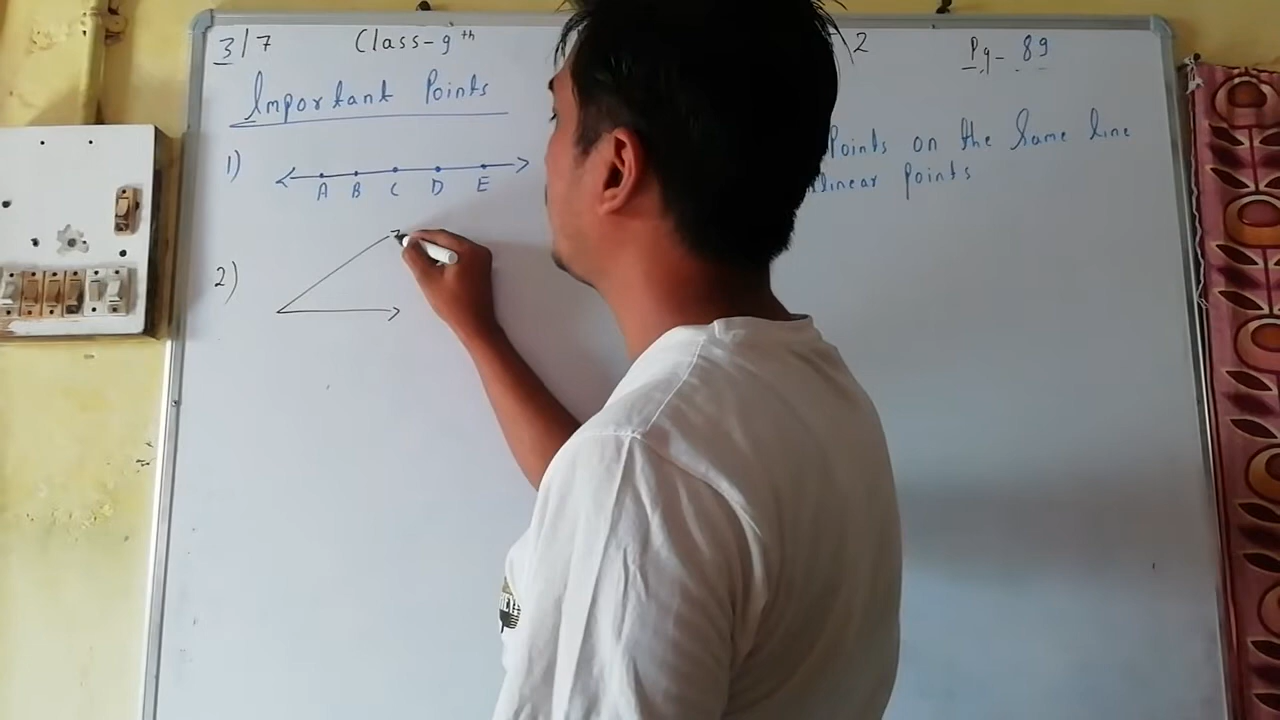 3/7 Class-9th 2 Pg- 89
Important Points
1) A B C D E Points on the same line
linear points
2)